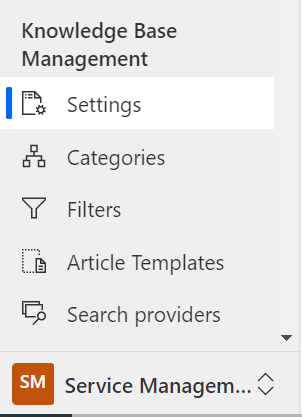 Knowledge Base
Management
Settings
Categories
Filters
Article Templates
Search providers
SM Service Managem...